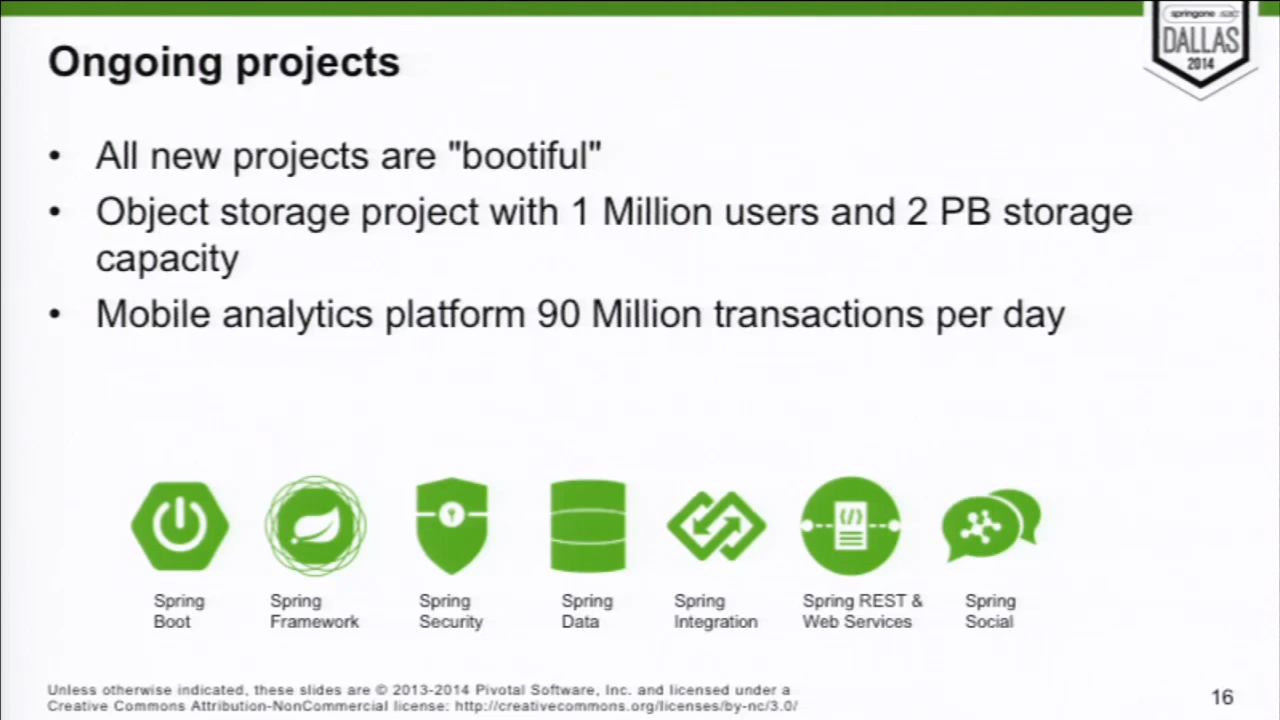 springone 2GX
DALLAS
2014
Ongoing projects
• All new projects are "bootiful"
• Object storage project with 1 Million users and 2 PB storage
capacity
• Mobile analytics platform 90 Million transactions per day
Spring
Boot
Spring
Framework
Spring
Security
Spring
Data
Spring
Integration
Spring REST &
Web Services
Spring
Social
Unless otherwise indicated, these slides are © 2013-2014 Pivotal Software, Inc. and licensed under a
Creative Commons Attribution-NonCommercial license: http://creativecommons.org/licenses/by-nc/3.0/
16